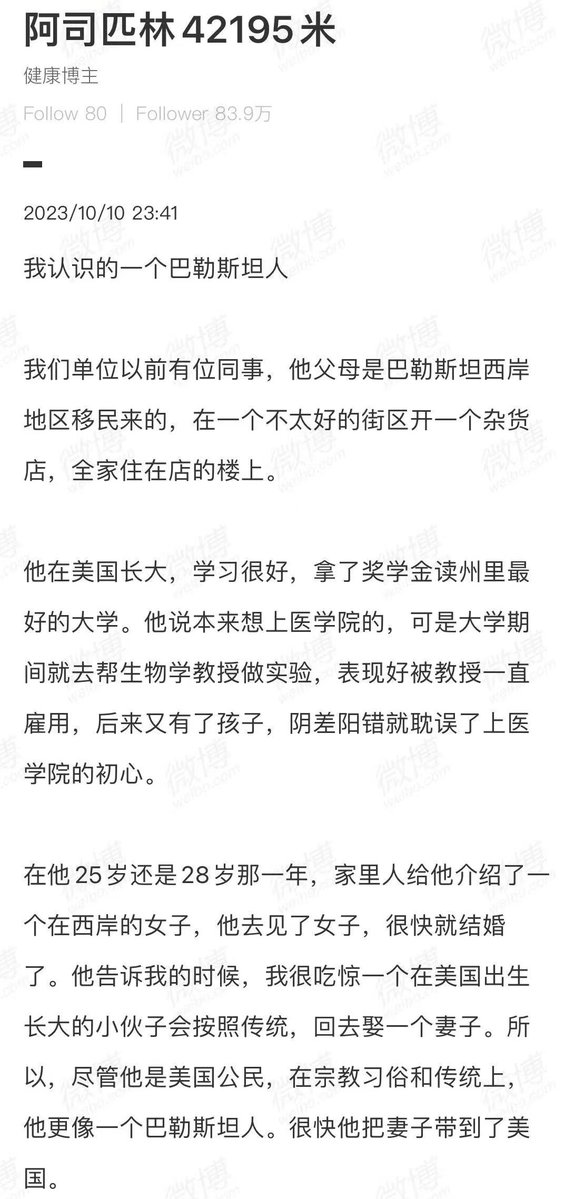 阿司匹林42195米
健康博主
Follow 80 | Follower 83.9万
2023/10/10 23:41
我认识的一个巴勒斯坦人
我们单位以前有位同事，他父母是巴勒斯坦西岸
地区移民来的，在一个不太好的街区开一个杂货
店，全家住在店的楼上。
他在美国长大，学习很好，拿了奖学金读州里最
好的大学。他说本来想上医学院的，可是大学期
间就去帮生物学教授做实验，表现好被教授一直
雇用，后来又有了孩子，阴差阳错就耽误了上医
学院的初心。
在他25岁还是28岁那一年，家里人给他介绍了一
个在西岸的女子，他去见了女子，很快就结婚
了。他告诉我的时候，我很吃惊一个在美国出生
长大的小伙子会按照传统，回去娶一个妻子。所
以，尽管他是美国公民，在宗教习俗和传统上，
他更像一个巴勒斯坦人。很快他把妻子带到了美
国。